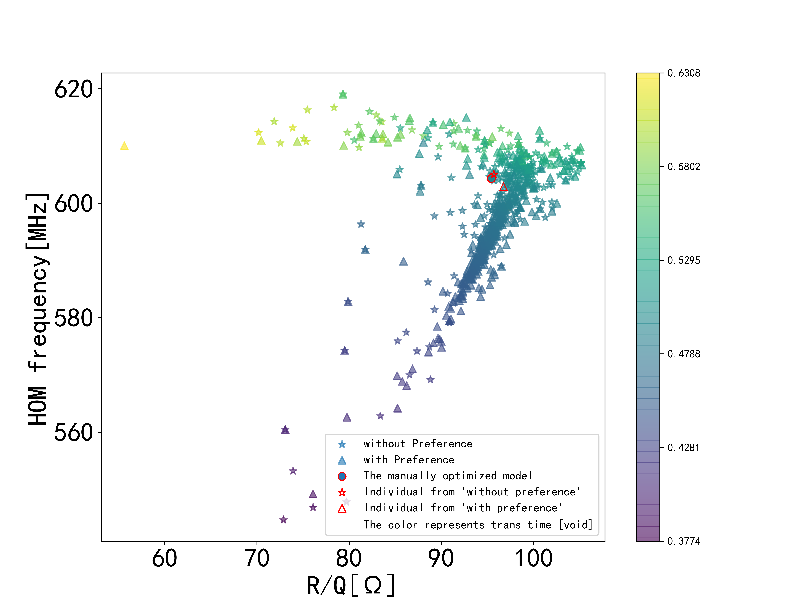 620
600
580
560
HOM frequency[MHz]
60
70
80
90
100
R/Q[Ω]
without Preference
with Preference
The manually optimized model
Individual from 'without preference'
Individual from 'with preference'
The color represents trans time [void]
0.6308
0.5802
0.5295
0.4788
0.4281
0.3774